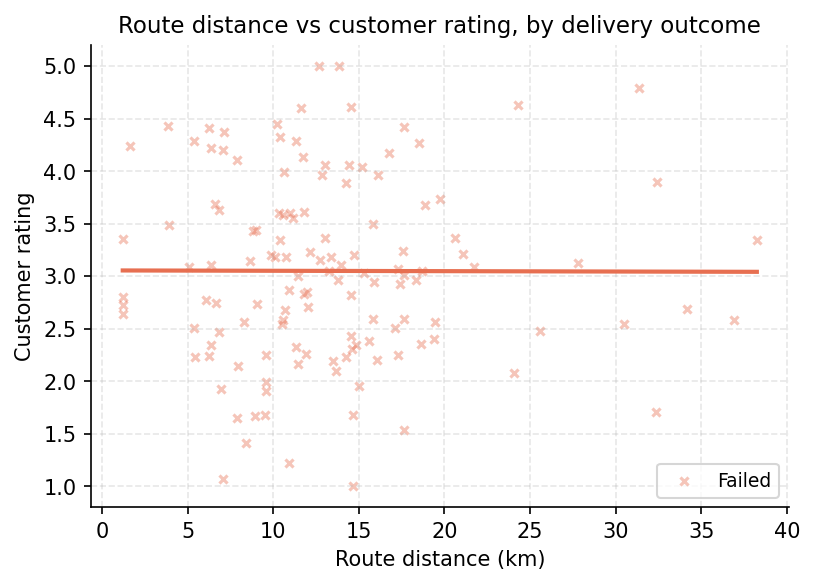 Route distance vs customer rating, by delivery outcome
5.0
4.5
4.0
3.5
3.0
2.5
2.0
1.5
1.0
Customer rating
Failed
0 5 10 15 20 25 30 35 40
Route distance (km)